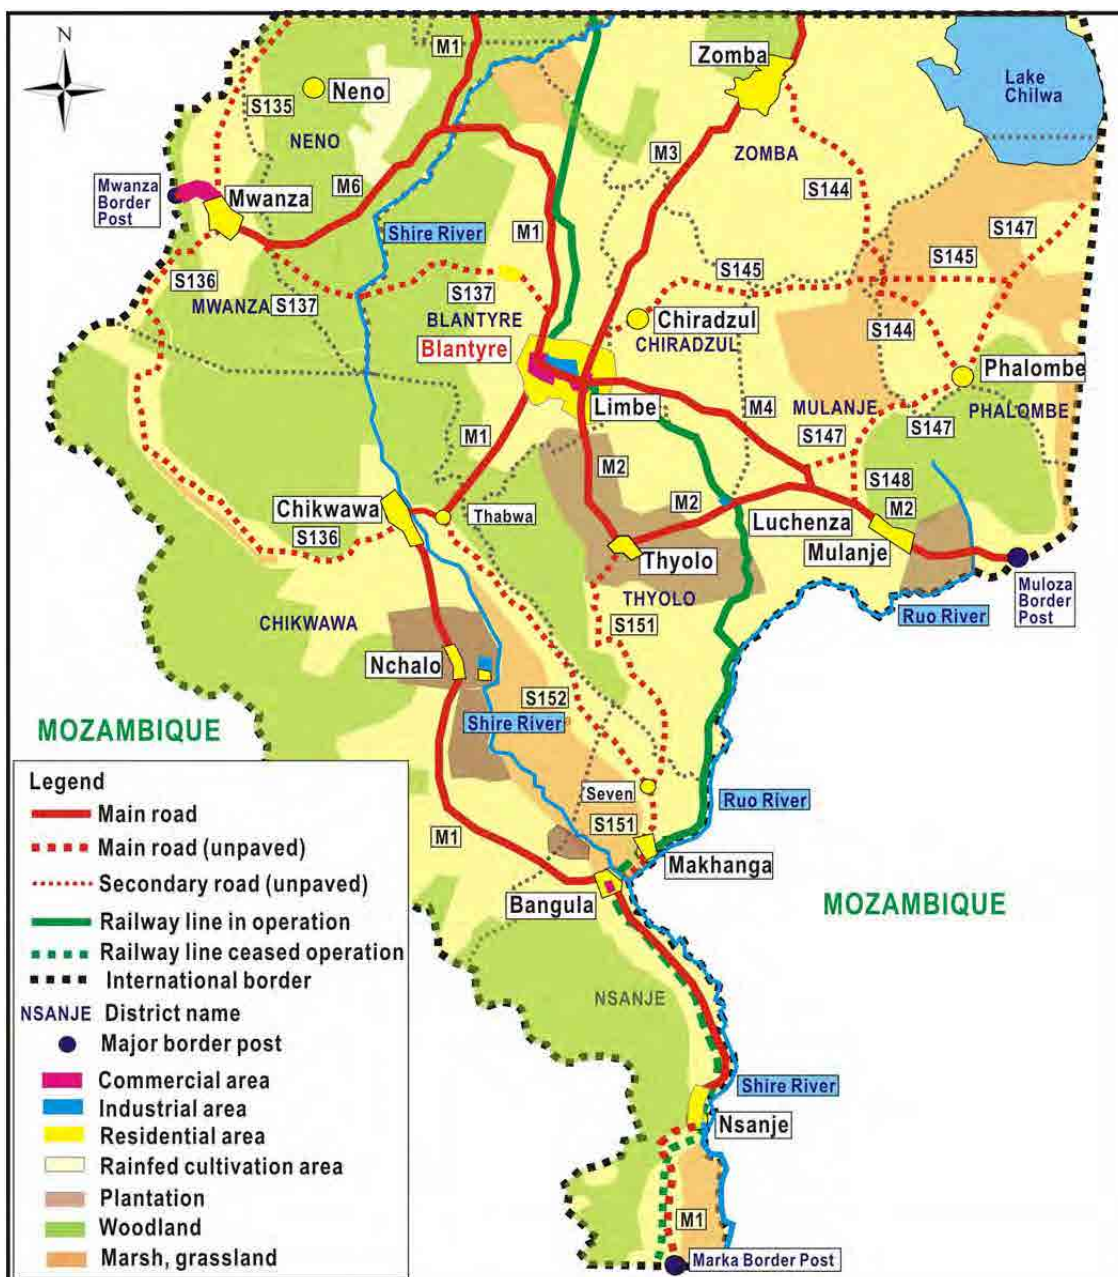 N
M1
Zomba
Lake
Chilwa
S135
Neno
NENO
M3
ZOMBA
Mwanza
Border
Post
M6
S144
Mwanza
Shire River
M1
S147
S145
S145
S136
MWANZA
S137
S137
BLANTYRE
Chiradzul
CHIRADZUL
S144
Blantyre
Phalombe
Limbe
M4
MULANJE
PHALOMBE
M1
S147
S147
M2
S148
Chikwawa
Thabwa
M2
M2
Luchenza
S136
Mulanje
Thyolo
Muloza
Border
Post
THYOLO
Ruo River
CHIKWAWA
S151
Nchalo
S152
Shire River
MOZAMBIQUE
Seven
Ruo River
M1
S151
Makhanga
Bangula
MOZAMBIQUE
NSANJE
Shire River
Nsanje
M1
Marka Border Post
Legend
Main road
Main road (unpaved)
Secondary road (unpaved)
Railway line in operation
Railway line ceased operation
International border
NSANJE District name
Major border post
Commercial area
Industrial area
Residential area
Rainfed cultivation area
Plantation
Woodland
Marsh, grassland